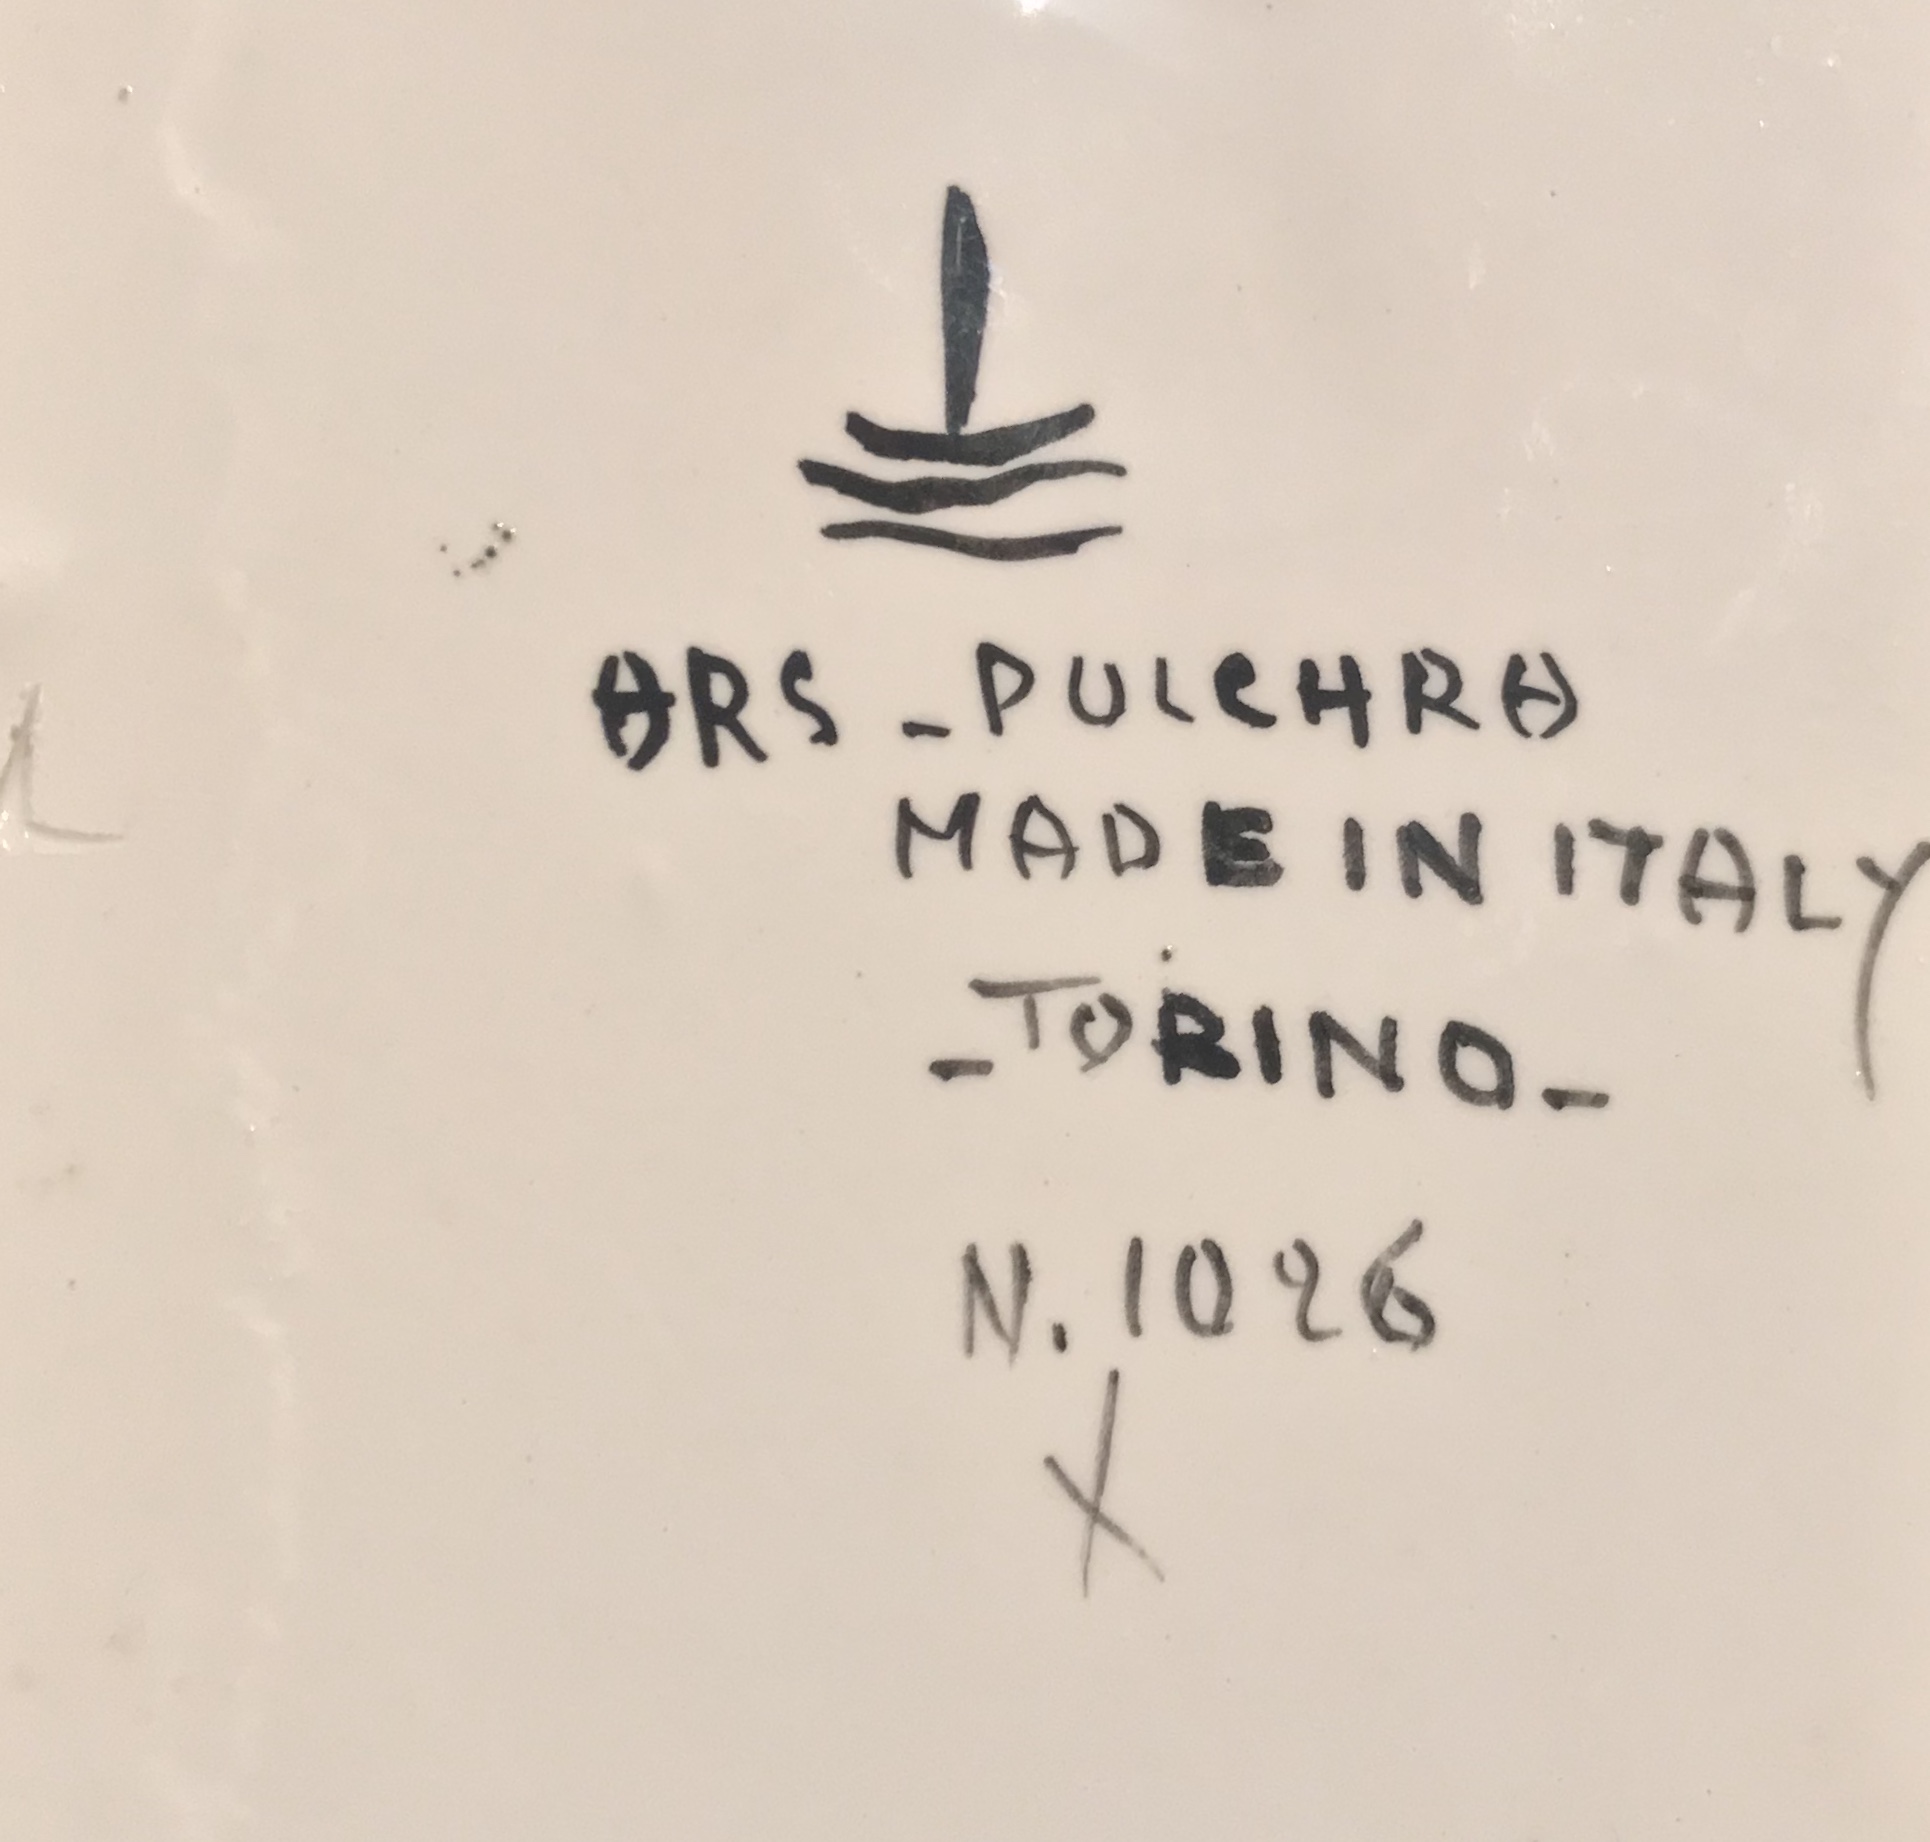 ARS_PULCHRA
MADE IN ITALY
_TORINO_
N. 1026
X